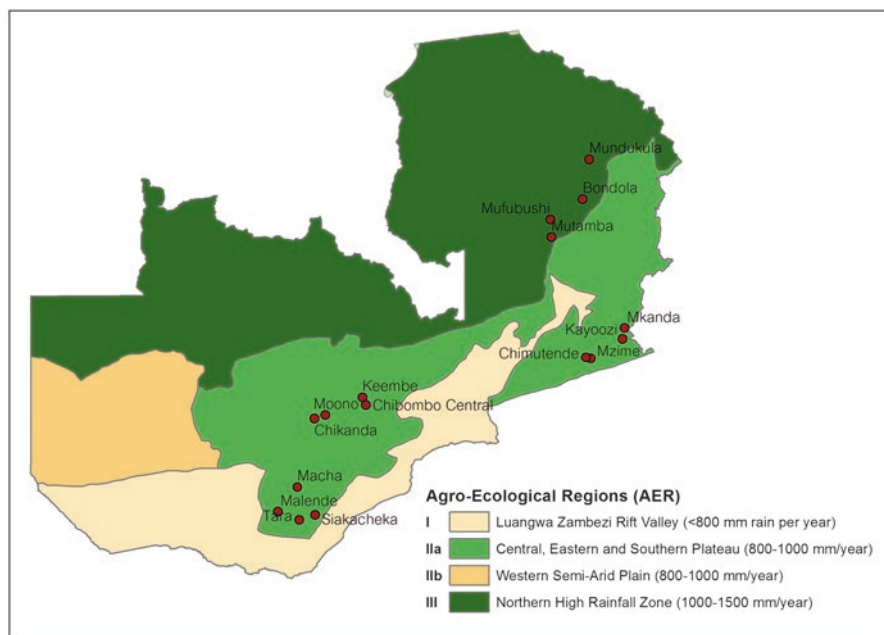 Mundukula
Bondola
Mufubushi
Mutamba
Mkanda
Kayoozi
Chimutende
Mzime
Keembe
Moono
Chibombo Central
Chikanda
Macha
Malende
Tara
Siakacheka
Agro-Ecological Regions (AER)
I Luangwa Zambezi Rift Valley (<800 mm rain per year)
IIa Central, Eastern and Southern Plateau (800-1000 mm/year)
IIb Western Semi-Arid Plain (800-1000 mm/year)
III Northern High Rainfall Zone (1000-1500 mm/year)